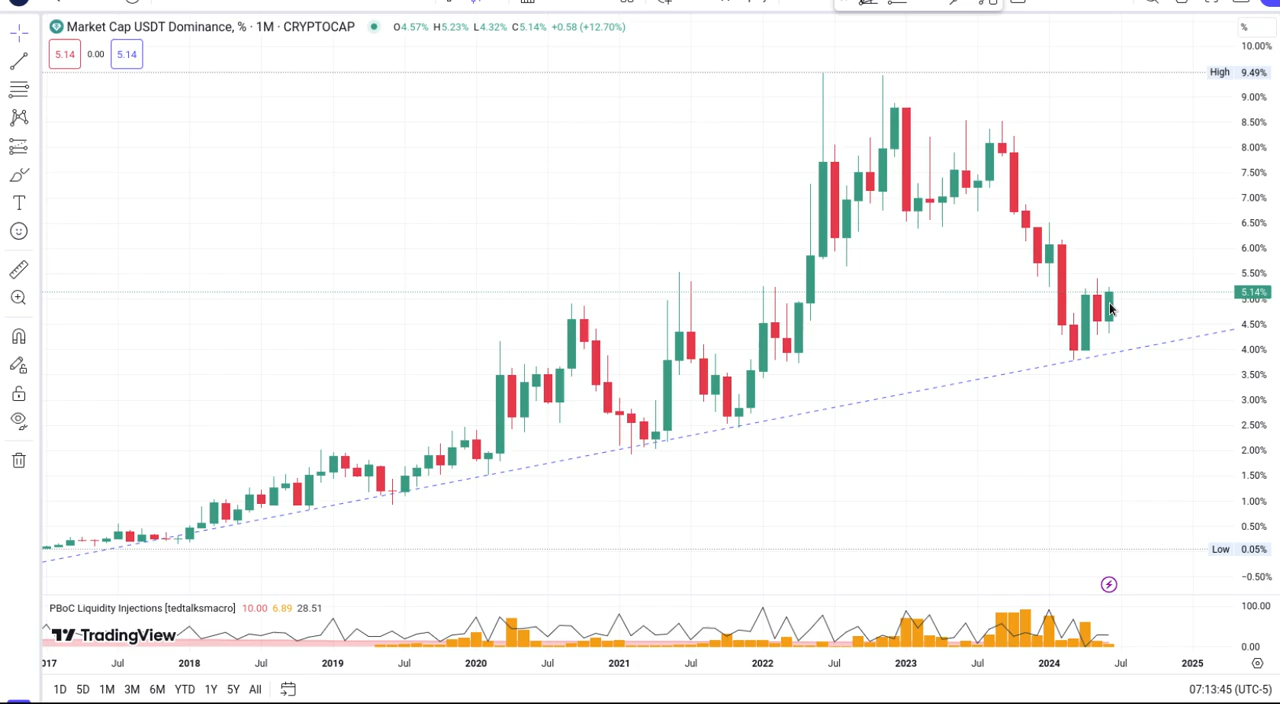 Market Cap USDT Dominance, % · 1M · CRYPTOCAP O4.57% H5.23% L4.32% C5.14% +0.58 (+12.70%)
%
5.14 0.00 5.14
10.00%
High 9.49%
9.00%
8.50%
8.00%
7.50%
7.00%
6.50%
6.00%
5.50%
5.14%
5.00%
4.50%
4.00%
3.50%
3.00%
2.50%
2.00%
1.50%
1.00%
0.50%
Low 0.05%
−0.50%
PBoC Liquidity Injections [tedtalksmacro] 10.00 6.89 28.51
100.00
TradingView
0.00
2017 Jul 2018 Jul 2019 Jul 2020 Jul 2021 Jul 2022 Jul 2023 Jul 2024 Jul 2025
1D 5D 1M 3M 6M YTD 1Y 5Y All
07:13:45 (UTC-5)